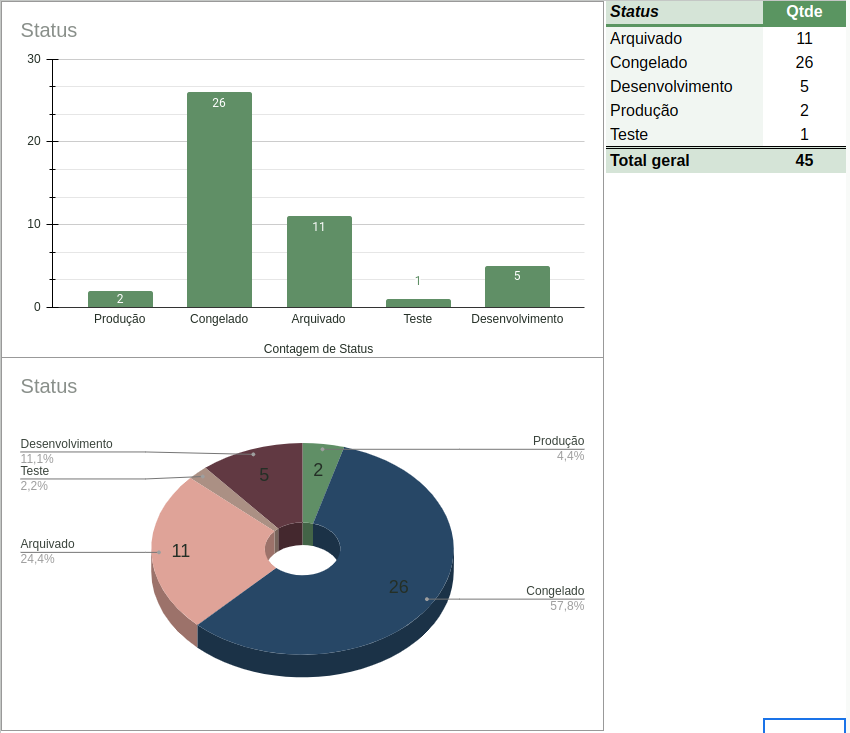 Status
30
20
10
0
2
26
11
1
5
Produção
Congelado
Arquivado
Teste
Desenvolvimento
Contagem de Status
Status
Desenvolvimento
11,1%
Teste
2,2%
Arquivado
24,4%
Produção
4,4%
Congelado
57,8%
5
2
11
26
Status Qtde
Arquivado 11
Congelado 26
Desenvolvimento 5
Produção 2
Teste 1
Total geral 45